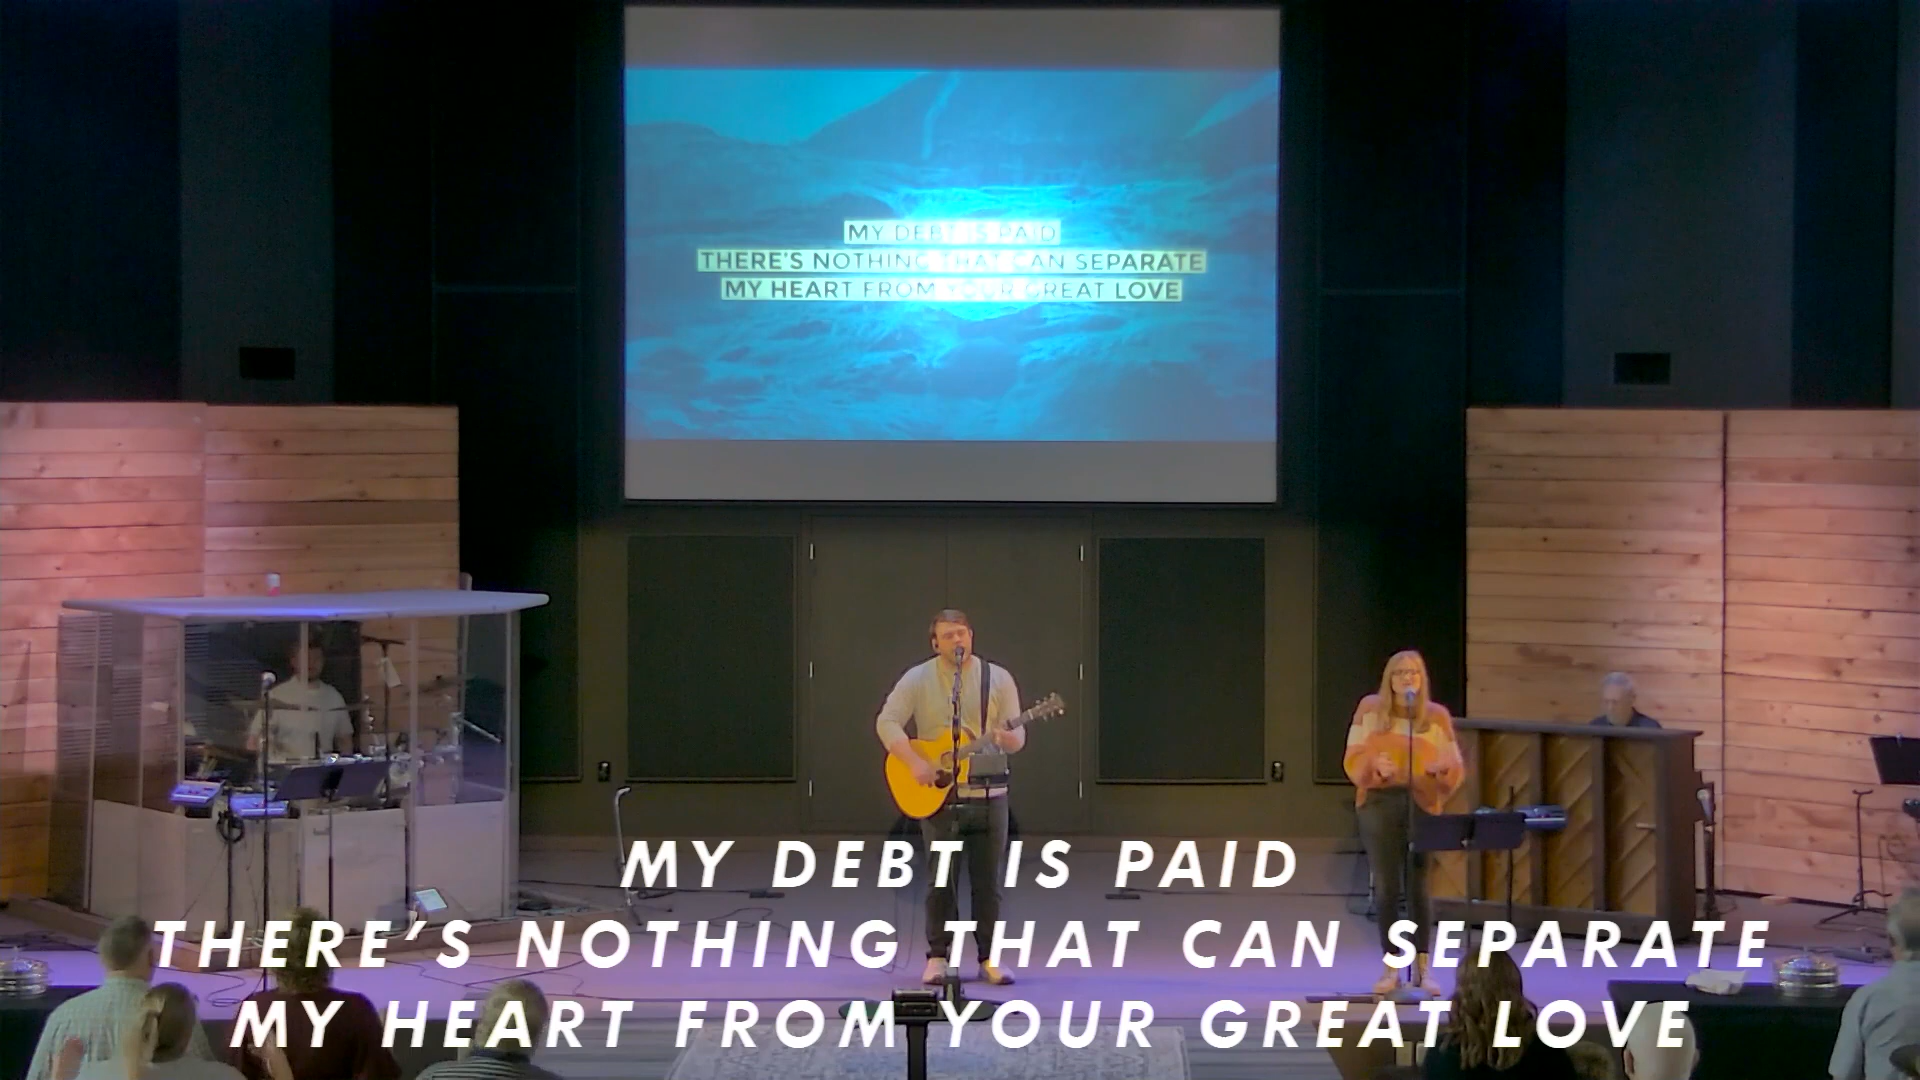 MY DEBT IS PAID
THERE'S NOTHING THAT CAN SEPARATE
MY HEART FROM YOUR GREAT LOVE
MY DEBT IS PAID
THERE'S NOTHING THAT CAN SEPARATE
MY HEART FROM YOUR GREAT LOVE